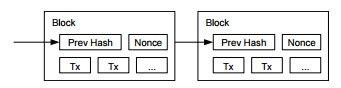 Block
Prev Hash Nonce
Tx Tx ...
Block
Prev Hash Nonce
Tx Tx ...